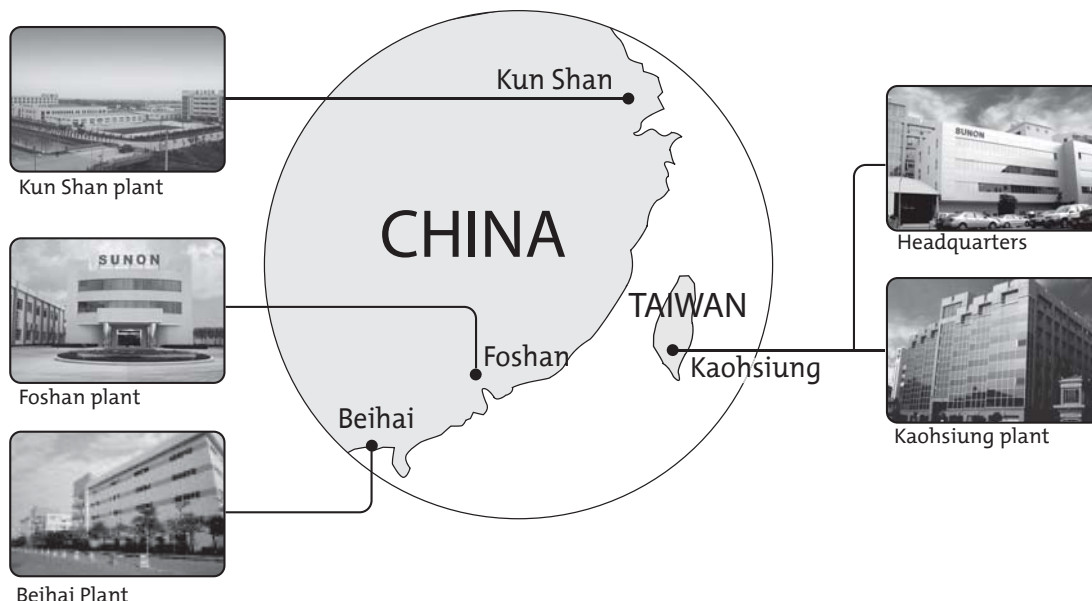 Kun Shan
Kun Shan plant
SUNON
Headquarters
CHINA
SUNON
TAIWAN
Foshan
Kaohsiung
Foshan plant
Beihai
Kaohsiung plant
Beihai Plant